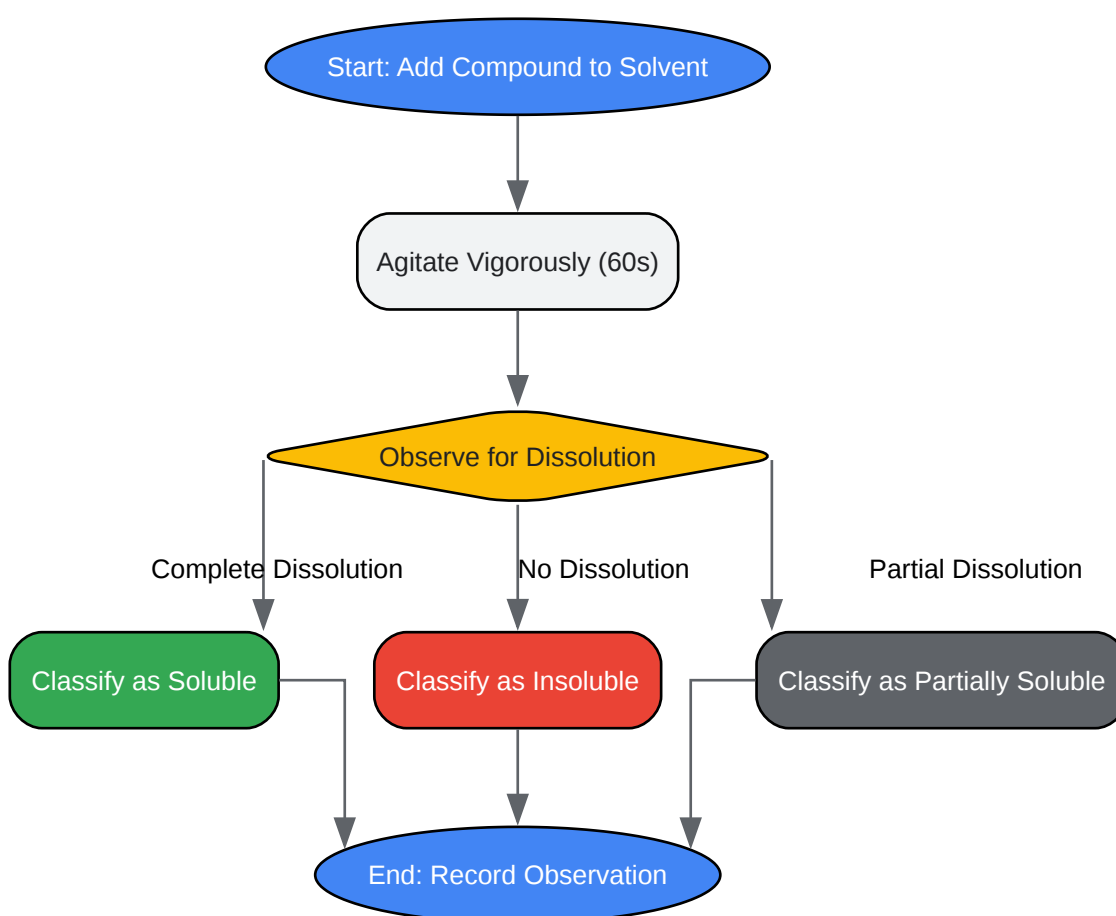 Start: Add Compound to Solvent
Agitate Vigorously (60s)
Observe for Dissolution
Complete Dissolution
No Dissolution
Partial Dissolution
Classify as Soluble
Classify as Insoluble
Classify as Partially Soluble
End: Record Observation